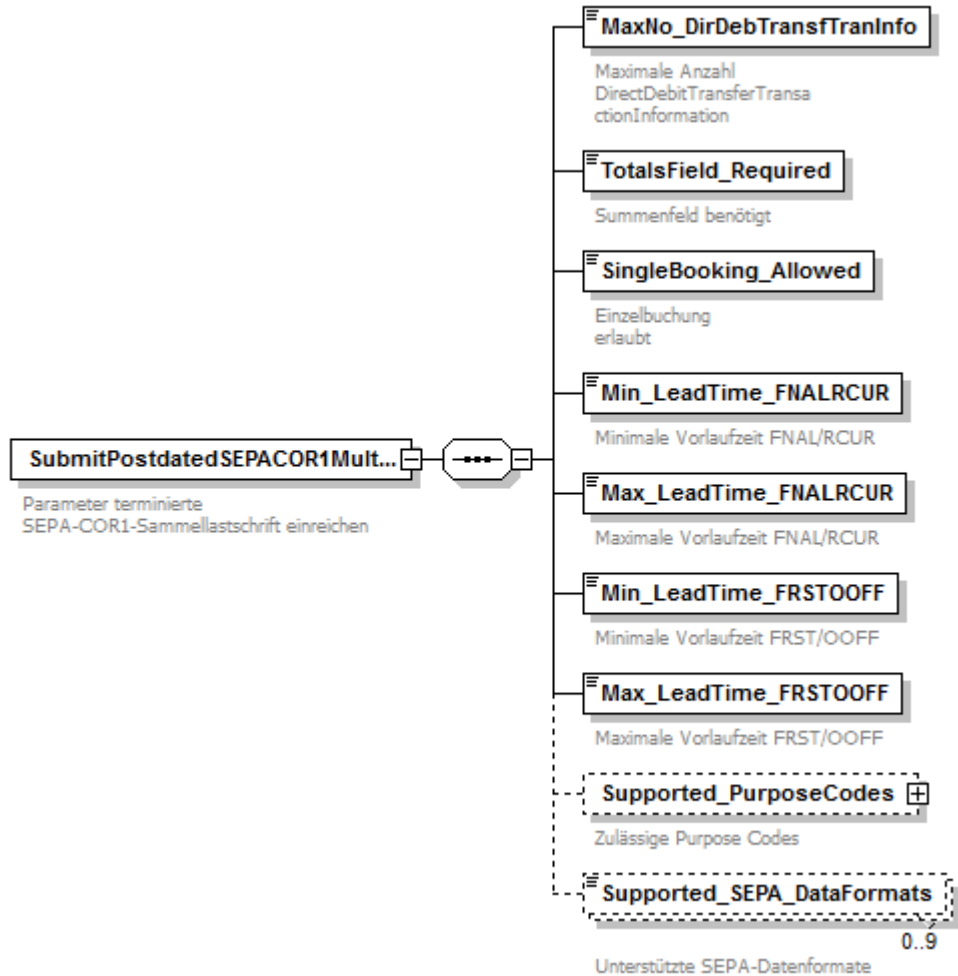 MaxNo_DirDebTransfTranInfo
Maximale Anzahl
DirectDebitTransferTransa
ctionInformation
TotalsField_Required
Summenfeld benötigt
SingleBooking_Allowed
Einzelbuchung
erlaubt
Min_LeadTime_FNALRCUR
Minimale Vorlaufzeit FNAL/RCUR
SubmitPostdatedSEPACOR1Mult...
Parameter terminierte
SEPA-COR1-Sammellastschrift einreichen
Max_LeadTime_FNALRCUR
Maximale Vorlaufzeit FNAL/RCUR
Min_LeadTime_FRSTOOFF
Minimale Vorlaufzeit FRST/OOFF
Max_LeadTime_FRSTOOFF
Maximale Vorlaufzeit FRST/OOFF
Supported_PurposeCodes
Zulässige Purpose Codes
Supported_SEPA_DataFormats
0..9
Unterstützte SEPA-Datenformate